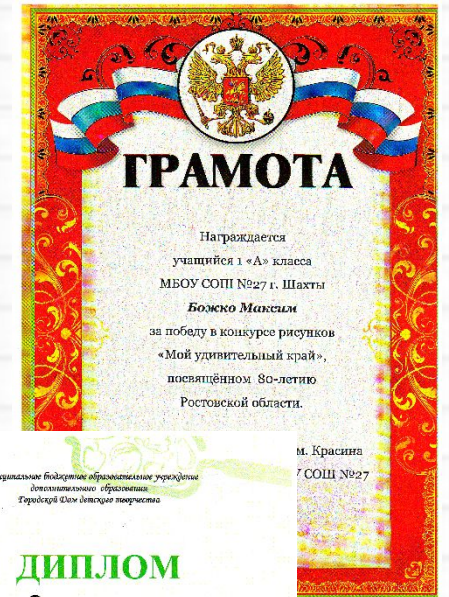 ГРАМОТА
Награждается
учащийся 1 «А» класса
МБОУ СОШ №27 г. Шахты
Божко Максим
за победу в конкурсе рисунков
«Мой удивительный край»,
посвящённом 80-летию
Ростовской области.
м. Красина
СОШ №27
бюджетное образовательное учреждение
дополнительного образования
Городской Дом детского творчества
ДИПЛОМ